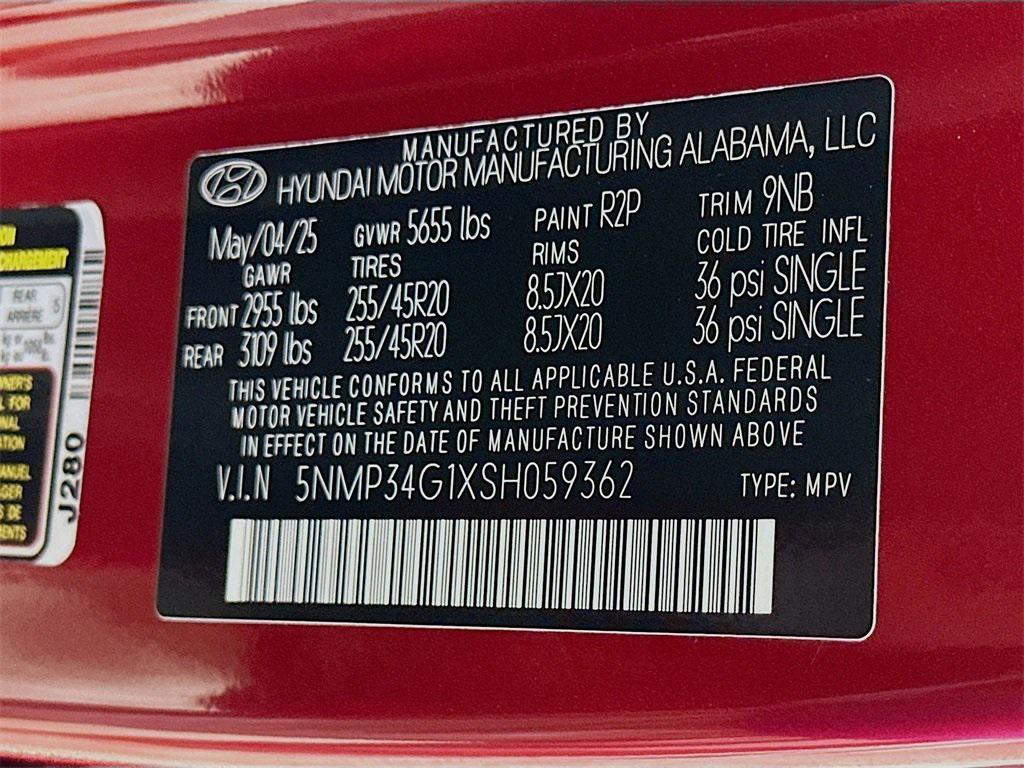 MANUFACTURED BY
HYUNDAI MOTOR MANUFACTURING ALABAMA, LLC
May/04/25 GVWR 5655 lbs PAINT R2P TRIM 9NB
GAWR TIRES RIMS COLD TIRE INFL
FRONT 2955 lbs 255/45R20 8.5JX20 36 psi SINGLE
REAR 3109 lbs 255/45R20 8.5JX20 36 psi SINGLE
THIS VEHICLE CONFORMS TO ALL APPLICABLE U.S.A. FEDERAL
MOTOR VEHICLE SAFETY AND THEFT PREVENTION STANDARDS
IN EFFECT ON THE DATE OF MANUFACTURE SHOWN ABOVE
V.I.N 5NMP34G1XSH059362 TYPE: MPV
REAR
ARRIÈRE
5
J280